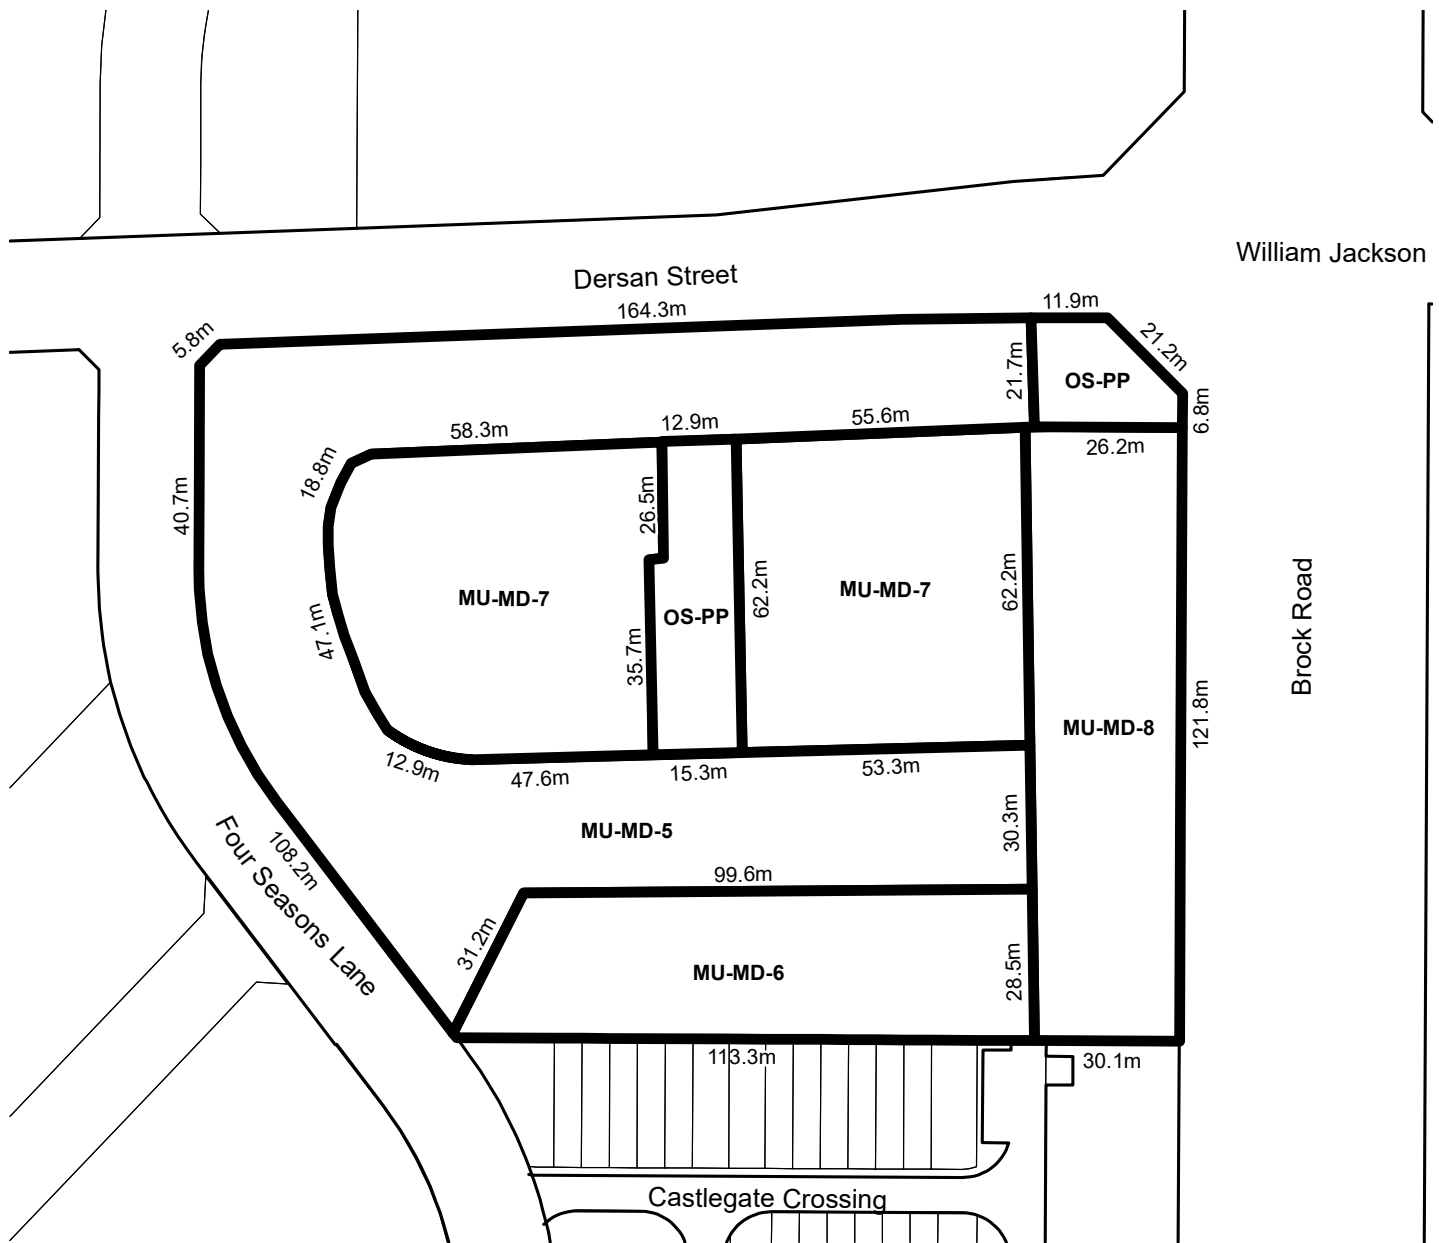 William Jackson
Dersan Street
164.3m
11.9m
5.8m
21.2m
21.7m
OS-PP
6.8m
58.3m
12.9m
55.6m
26.2m
18.8m
40.7m
26.5m
MU-MD-7
47.1m
OS-PP
62.2m
MU-MD-7
62.2m
35.7m
Brock Road
MU-MD-8
121.8m
12.9m
47.6m
15.3m
53.3m
MU-MD-5
30.3m
Four Seasons Lane
108.2m
99.6m
31.2m
MU-MD-6
28.5m
113.3m
30.1m
Castlegate Crossing